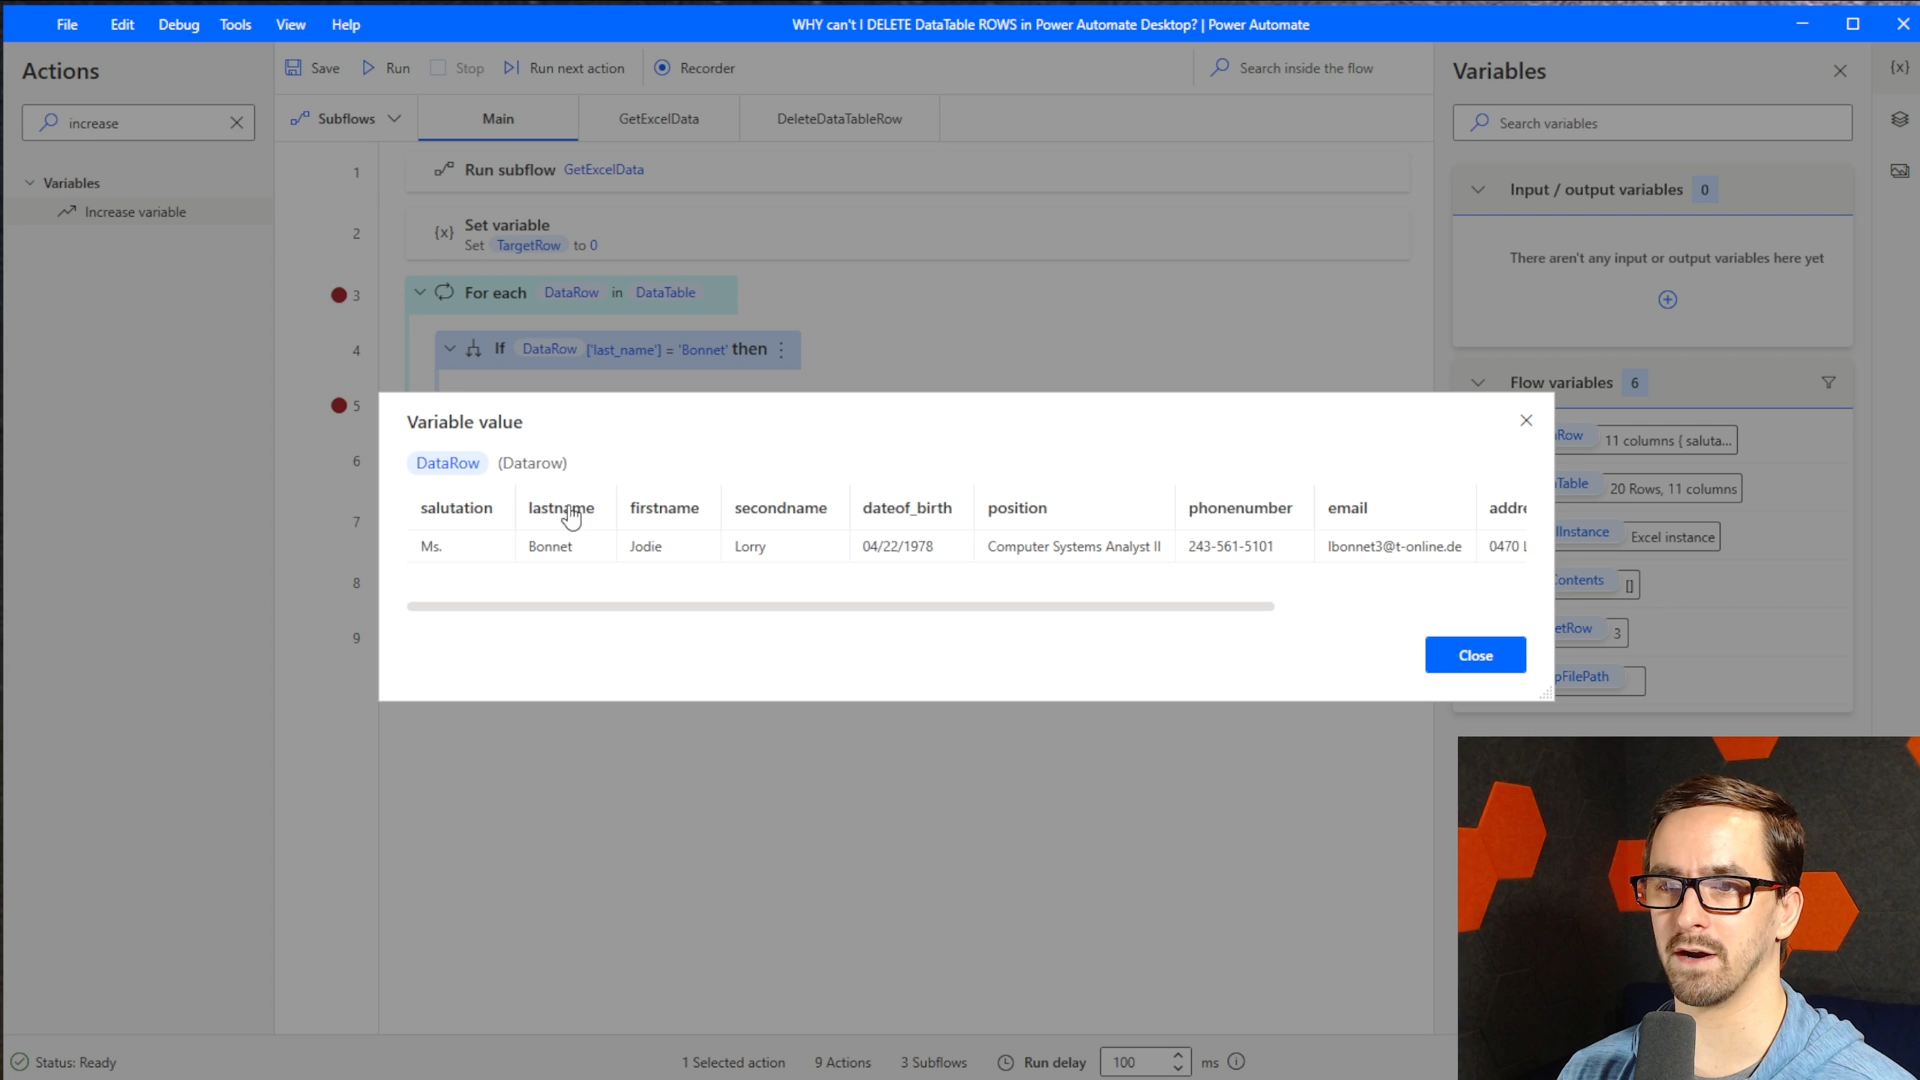 File Edit Debug Tools View Help WHY can't I DELETE DataTable ROWS in Power Automate Desktop? | Power Automate
Actions
increase
Variables
Increase variable
Save Run Stop Run next action Recorder Search inside the flow
Subflows Main GetExcelData DeleteDataTableRow
1 Run subflow GetExcelData
2 {x} Set variable
Set TargetRow to 0
3 For each DataRow in DataTable
4 If DataRow ['last_name'] = 'Bonnet' then
5
6
7
8
9
Variable value
DataRow (Datarow)
salutation lastname firstname secondname dateof_birth position phonenumber email addre
Ms. Bonnet Jodie Lorry 04/22/1978 Computer Systems Analyst II 243-561-5101 lbonnet3@t-online.de 0470 L
Close
Variables {x}
Search variables
Input / output variables 0
There aren't any input or output variables here yet
Flow variables 6
Row 11 columns { saluta...
Table 20 Rows, 11 columns
lInstance Excel instance
Contents []
etRow 3
pFilePath
Status: Ready 1 Selected action 9 Actions 3 Subflows Run delay 100 ms